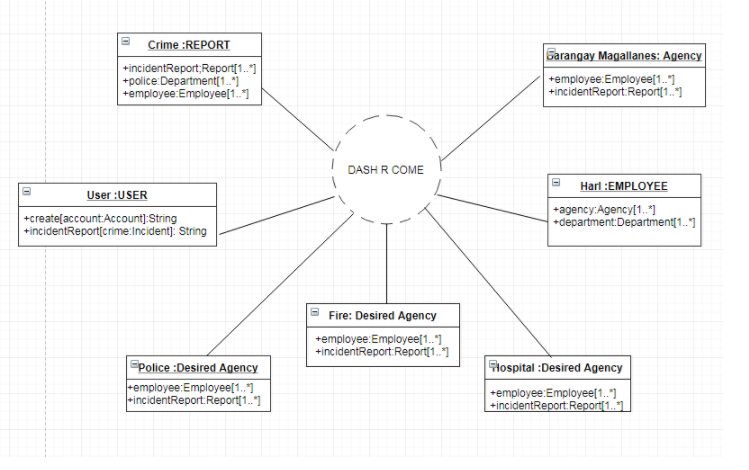 Crime :REPORT
+incidentReport;Report[1..*]
+police:Department[1..*]
+employee:Employee[1..*]
Barangay Magallanes: Agency
+employee:Employee[1..*]
+incidentReport:Report[1..*]
DASH R COME
User :USER
+create[account:Account]:String
+incidentReport[crime:Incident]: String
Harl :EMPLOYEE
+agency:Agency[1..*]
+department:Department[1..*]
Fire: Desired Agency
+employee:Employee[1..*]
+incidentReport:Report[1..*]
Police :Desired Agency
+employee:Employee[1..*]
+incidentReport:Report[1..*]
Hospital :Desired Agency
+employee:Employee[1..*]
+incidentReport:Report[1..*]